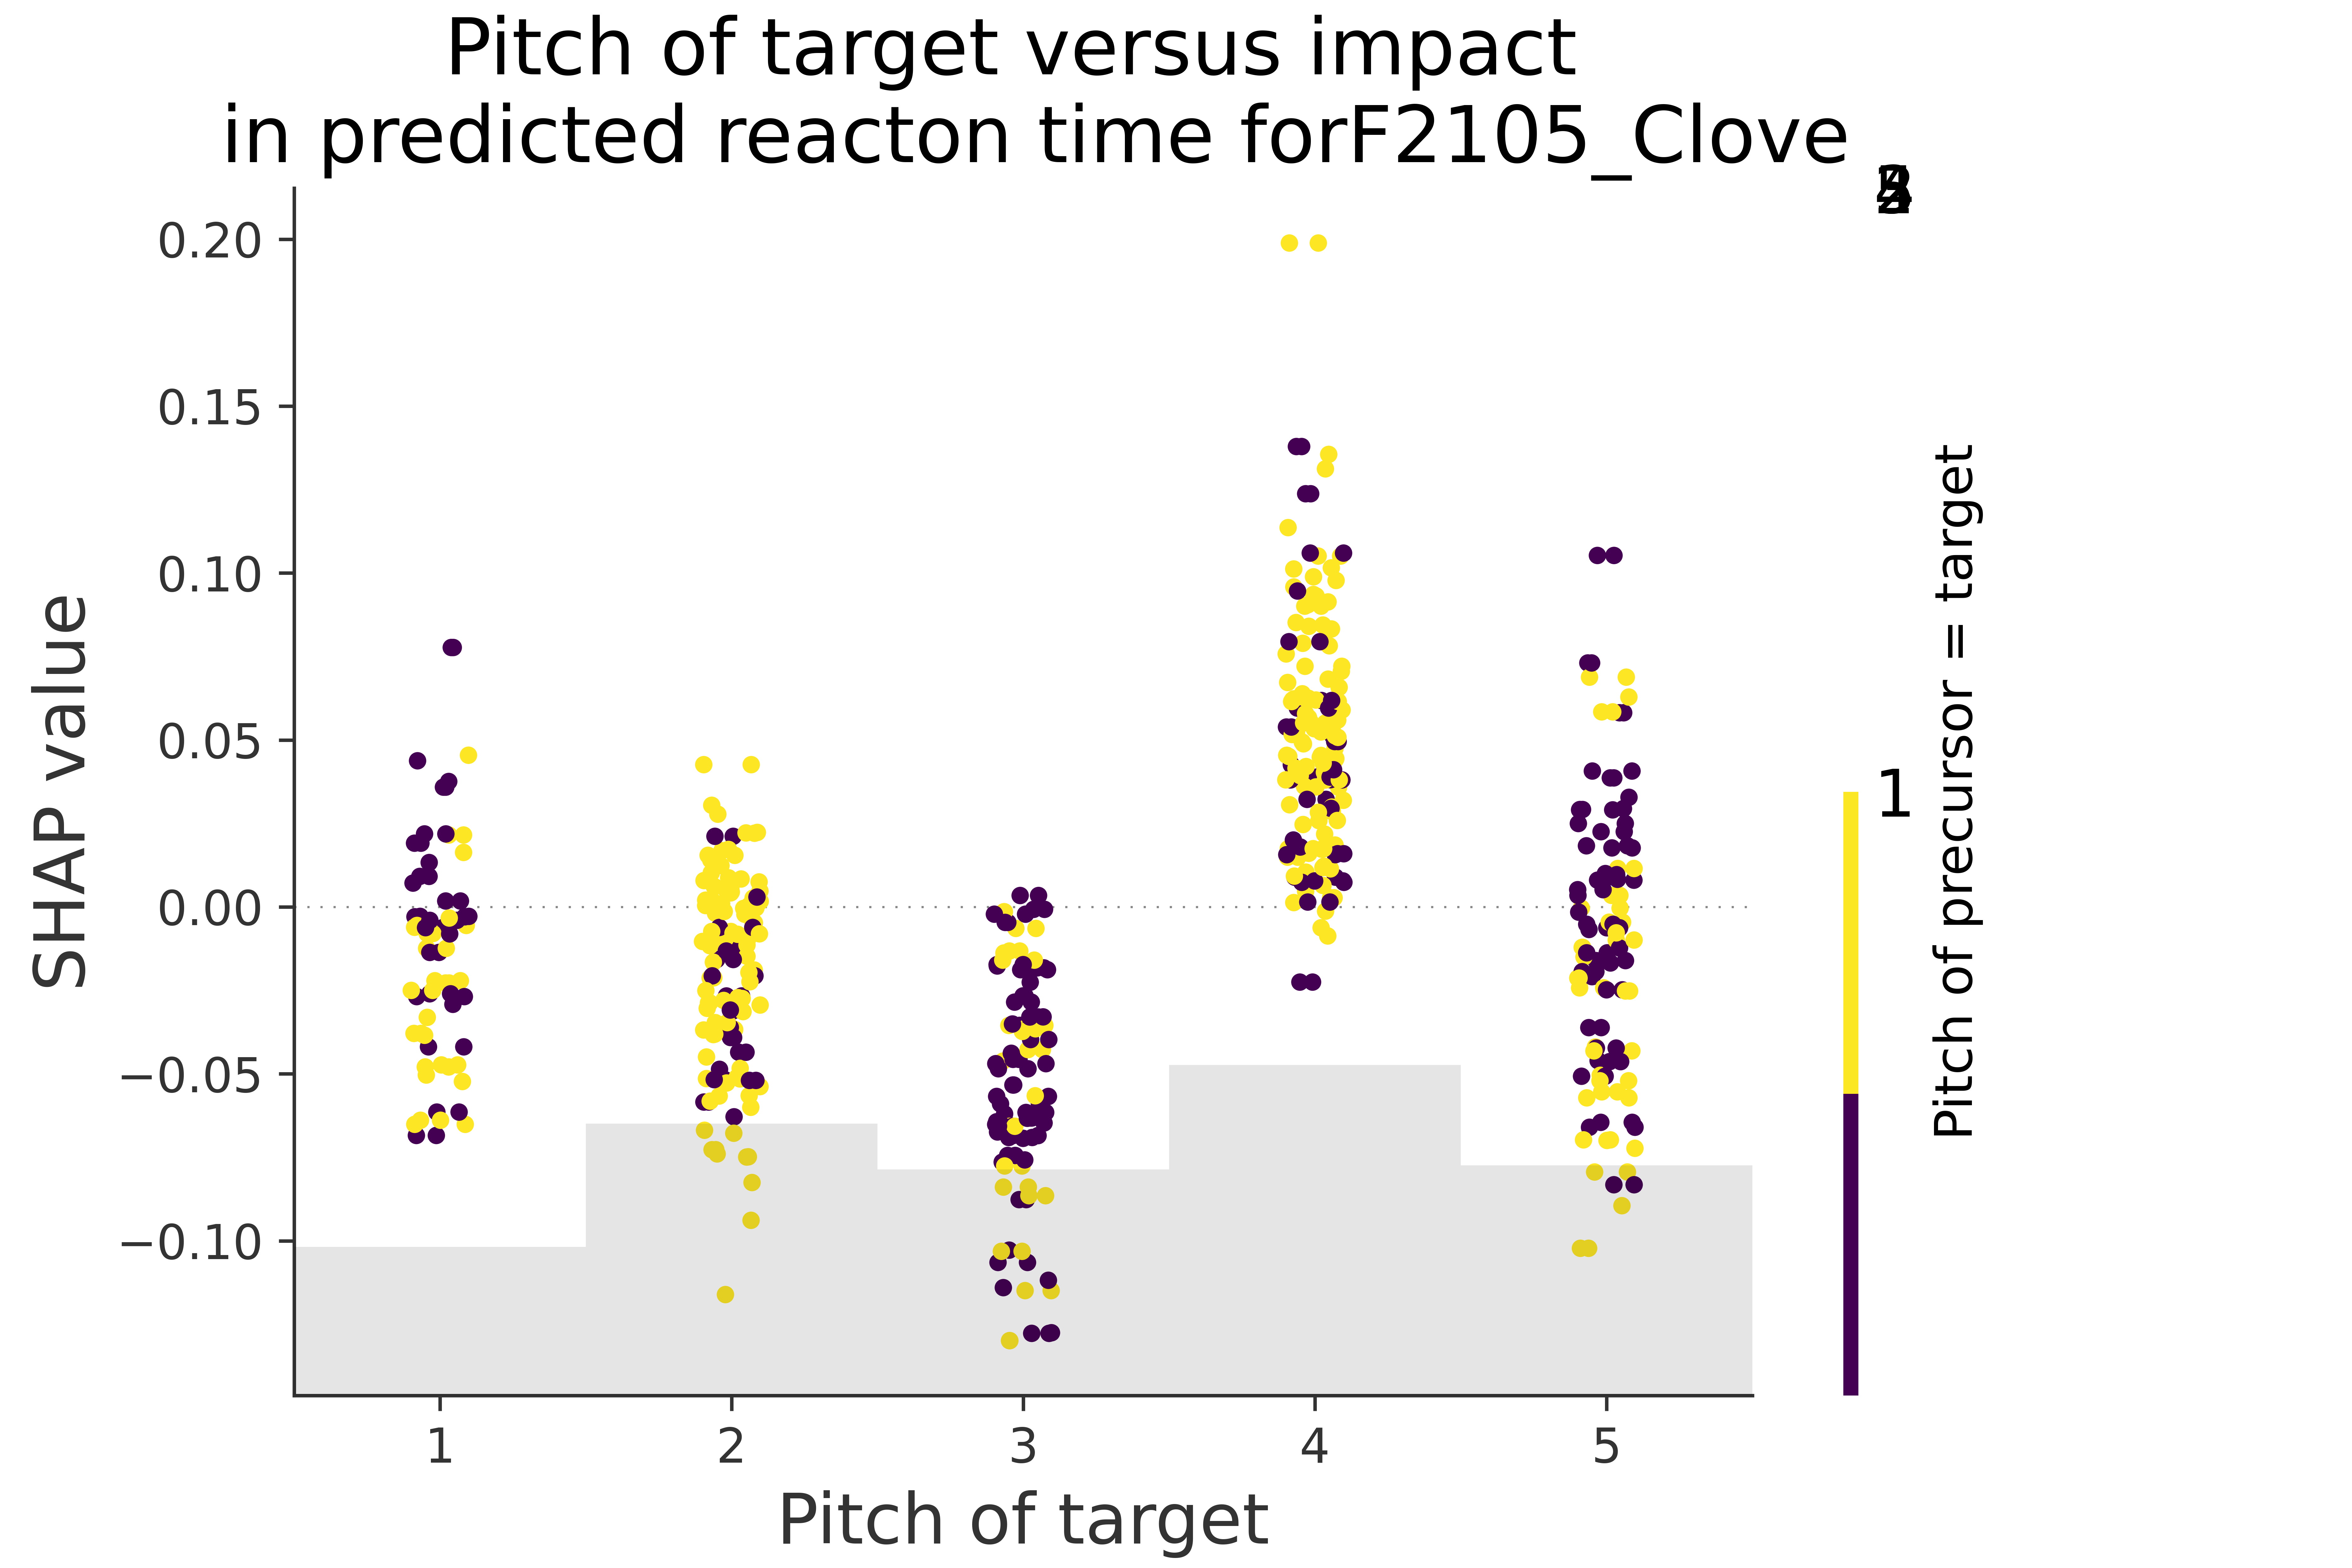 Pitch of target versus impact
in predicted reacton time forF2105_Clove
0.20
0.15
0.10
0.05
0.00
−0.05
−0.10
SHAP value
1 2 3 4 5
Pitch of target
1
Pitch of precursor = target